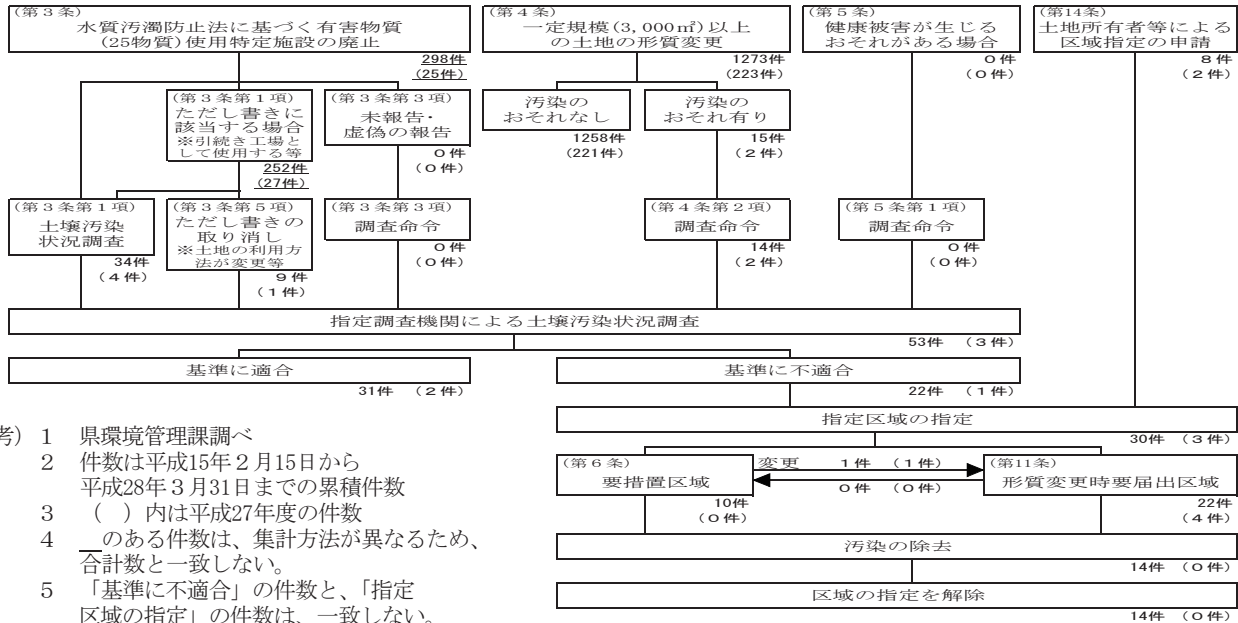 （第３条）
水質汚濁防止法に基づく有害物質
(25物質)使用特定施設の廃止
298件
(25件)
（第４条）
一定規模(3,000㎡)以上
の土地の形質変更
1273件
(223件)
（第５条）
健康被害が生じる
おそれがある場合
０件
（０件）
（第14条）
土地所有者等による
区域指定の申請
８件
（２件）
（第３条第１項）
ただし書きに
該当する場合
※引続き工場と
して使用する等
252件
(27件)
（第３条第３項）
未報告・
虚偽の報告
０件
（０件）
汚染の
おそれなし
1258件
(221件)
汚染の
おそれ有り
15件
（２件）
（第３条第１項）
土壌汚染
状況調査
34件
（４件）
（第３条第５項）
ただし書きの
取り消し
※土地の利用方
法が変更等
９件
（１件）
（第３条第３項）
調査命令
０件
（０件）
（第４条第２項）
調査命令
14件
（２件）
（第５条第１項）
調査命令
０件
（０件）
指定調査機関による土壌汚染状況調査
53件 （３件）
基準に適合
31件 （２件）
基準に不適合
22件 （１件）
指定区域の指定
30件 （３件）
（第６条）
要措置区域
10件
（０件）
変更 １件 （１件）
０件 （０件）
（第11条）
形質変更時要届出区域
22件
（４件）
汚染の除去
14件 （０件）
区域の指定を解除
14件 （０件）
考） １ 県環境管理課調べ
２ 件数は平成15年２月15日から
平成28年３月31日までの累積件数
３ （ ）内は平成27年度の件数
４ ＿のある件数は、集計方法が異なるため、
合計数と一致しない。
５ 「基準に不適合」の件数と、「指定
区域の指定」の件数は、一致しない。